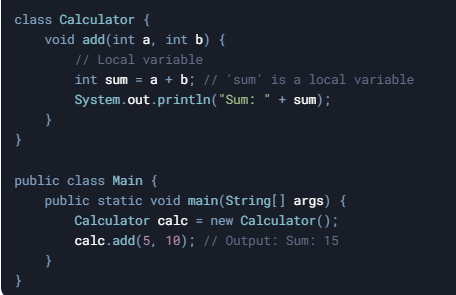 class Calculator {
    void add(int a, int b) {
        // Local variable
        int sum = a + b; // 'sum' is a local variable
        System.out.println("Sum: " + sum);
    }
}

public class Main {
    public static void main(String[] args) {
        Calculator calc = new Calculator();
        calc.add(5, 10); // Output: Sum: 15
    }
}